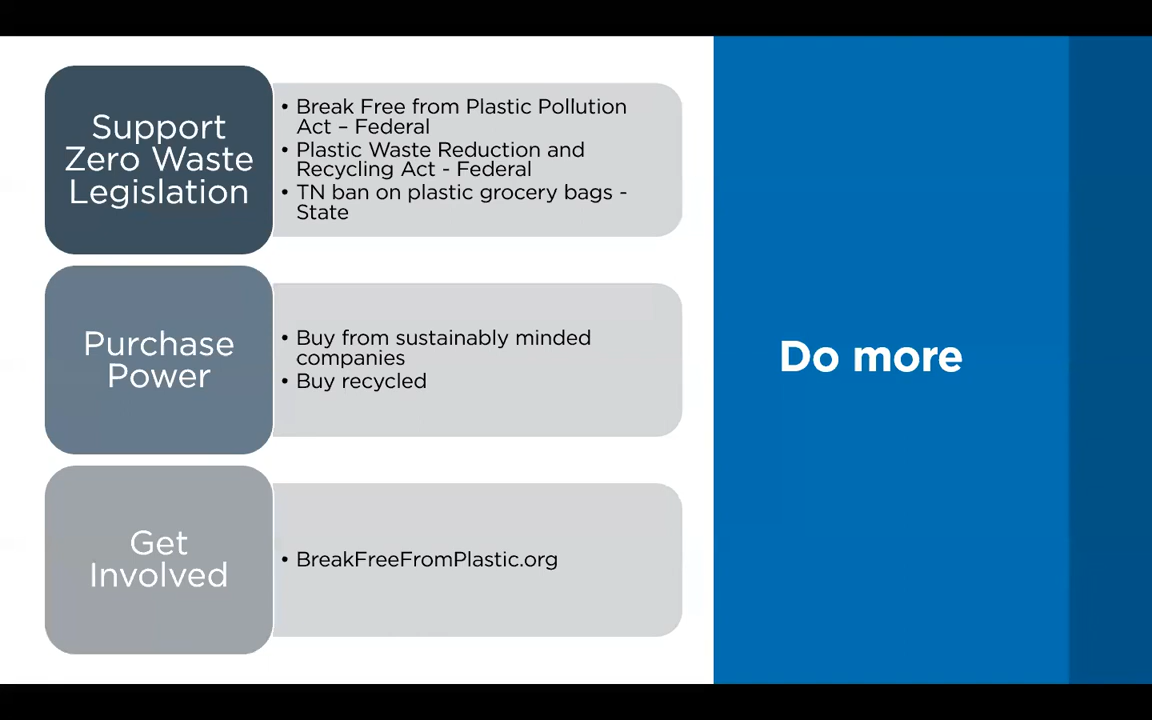 Support
Zero Waste
Legislation
• Break Free from Plastic Pollution
Act – Federal
• Plastic Waste Reduction and
Recycling Act - Federal
• TN ban on plastic grocery bags -
State
Purchase
Power
• Buy from sustainably minded
companies
• Buy recycled
Get
Involved
• BreakFreeFromPlastic.org
Do more